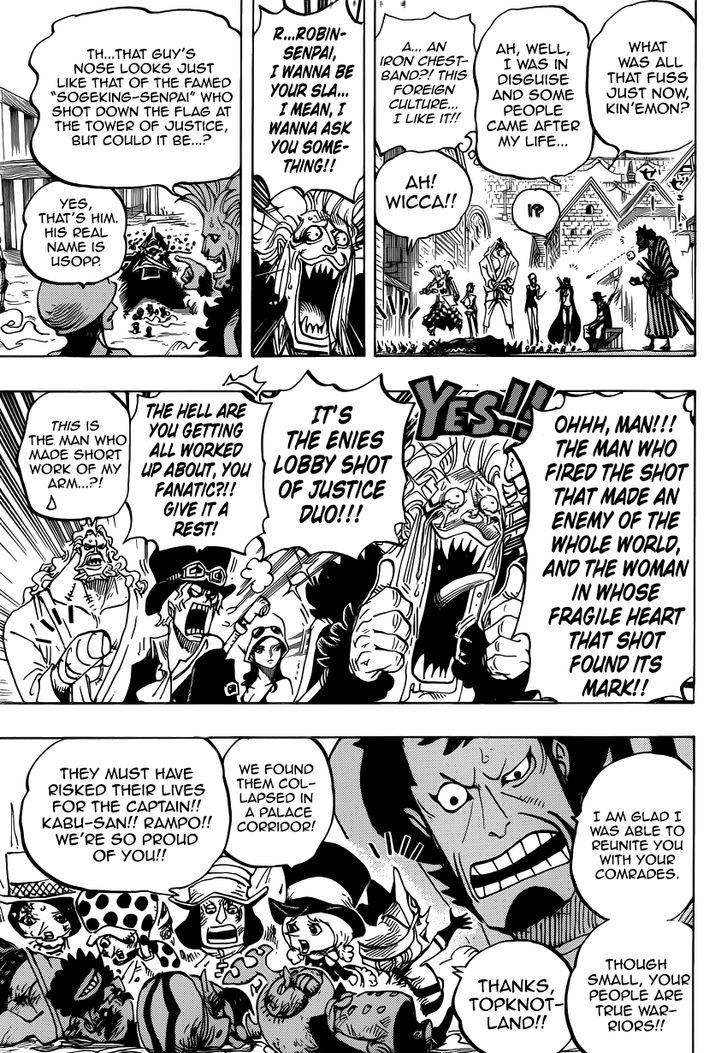 WHAT
WAS ALL
THAT FUSS
JUST NOW,
KIN'EMON?
AH, WELL,
I WAS IN
DISGUISE
AND SOME
PEOPLE
CAME AFTER
MY LIFE...
A... AN
IRON CHEST-
BAND?! THIS
FOREIGN
CULTURE...
I LIKE IT!!
AH!
WICCA!!
!?
R...ROBIN-
SENPAI,
I WANNA BE
YOUR SLA...
I MEAN, I
WANNA ASK
YOU SOME-
THING!!
TH...THAT GUY'S
NOSE LOOKS JUST
LIKE THAT OF THE FAMED
"SOGEKING-SENPAI" WHO
SHOT DOWN THE FLAG AT
THE TOWER OF JUSTICE,
BUT COULD IT BE...?
YES,
THAT'S HIM.
HIS REAL
NAME IS
USOPP.
OHHH, MAN!!!
THE MAN WHO
FIRED THE SHOT
THAT MADE AN
ENEMY OF THE
WHOLE WORLD,
AND THE WOMAN
IN WHOSE
FRAGILE HEART
THAT SHOT
FOUND ITS
MARK!!
YES!!
IT'S
THE ENIES
LOBBY SHOT
OF JUSTICE
DUO!!!
THE HELL ARE
YOU GETTING
ALL WORKED
UP ABOUT, YOU
FANATIC?!!
GIVE IT A
REST!
THIS IS
THE MAN WHO
MADE SHORT
WORK OF MY
ARM...?!
I AM GLAD I
WAS ABLE TO
REUNITE YOU
WITH YOUR
COMRADES.
THOUGH
SMALL, YOUR
PEOPLE ARE
TRUE WAR-
RIORS!!
WE FOUND
THEM COL-
LAPSED IN
A PALACE
CORRIDOR!
THEY MUST HAVE
RISKED THEIR LIVES
FOR THE CAPTAIN!!
KABU-SAN!! RAMPO!!
WE'RE SO PROUD
OF YOU!!
THANKS,
TOPKNOT-
LAND!!